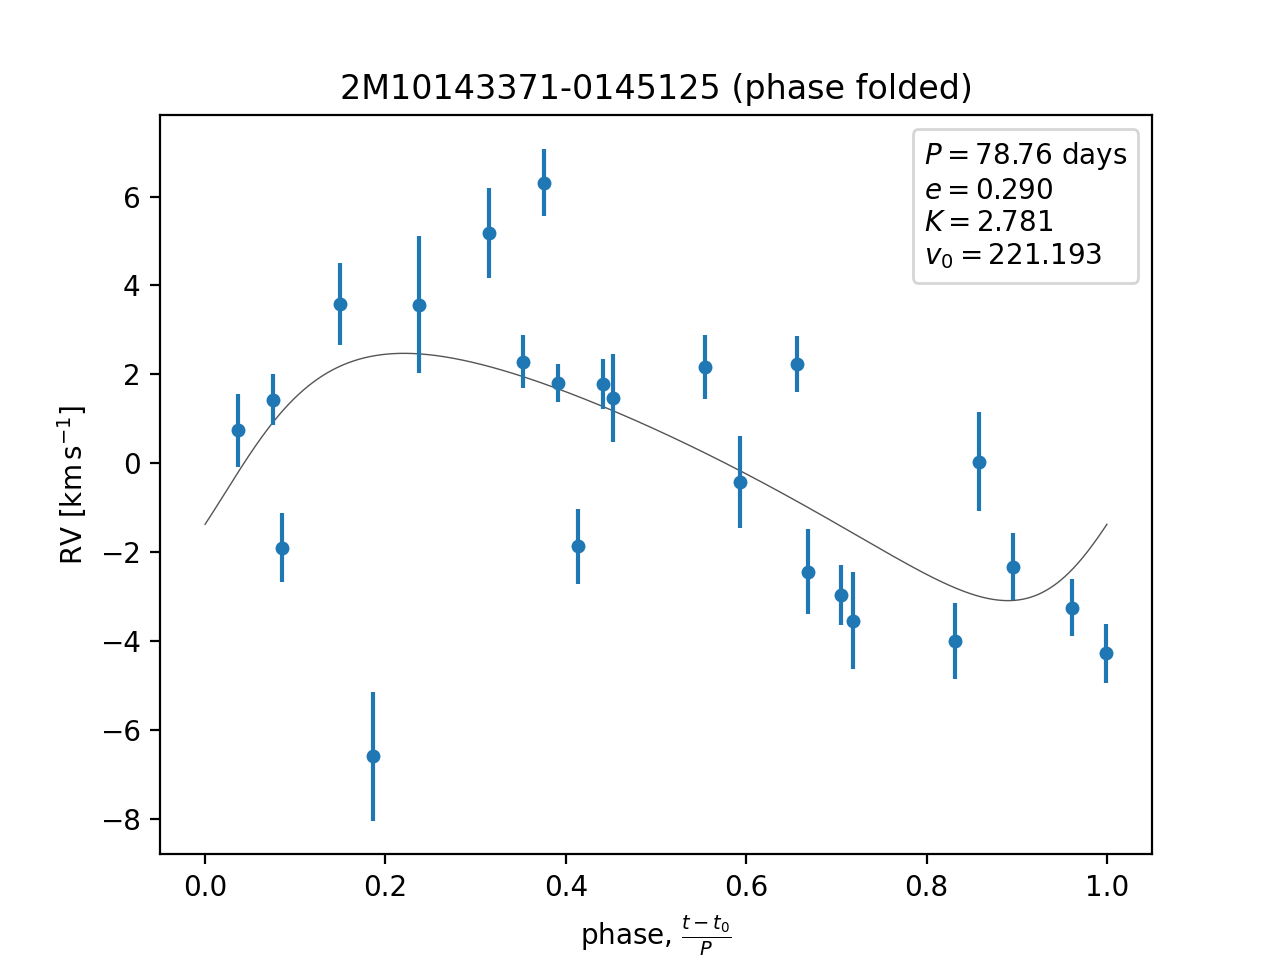 2M10143371-0145125 (phase folded)
P = 78.76 days
e = 0.290
K = 2.781
v₀ = 221.193
RV [km s⁻¹]
6
4
2
0
−2
−4
−6
−8
0.0 0.2 0.4 0.6 0.8 1.0
phase, (t − t₀)/P